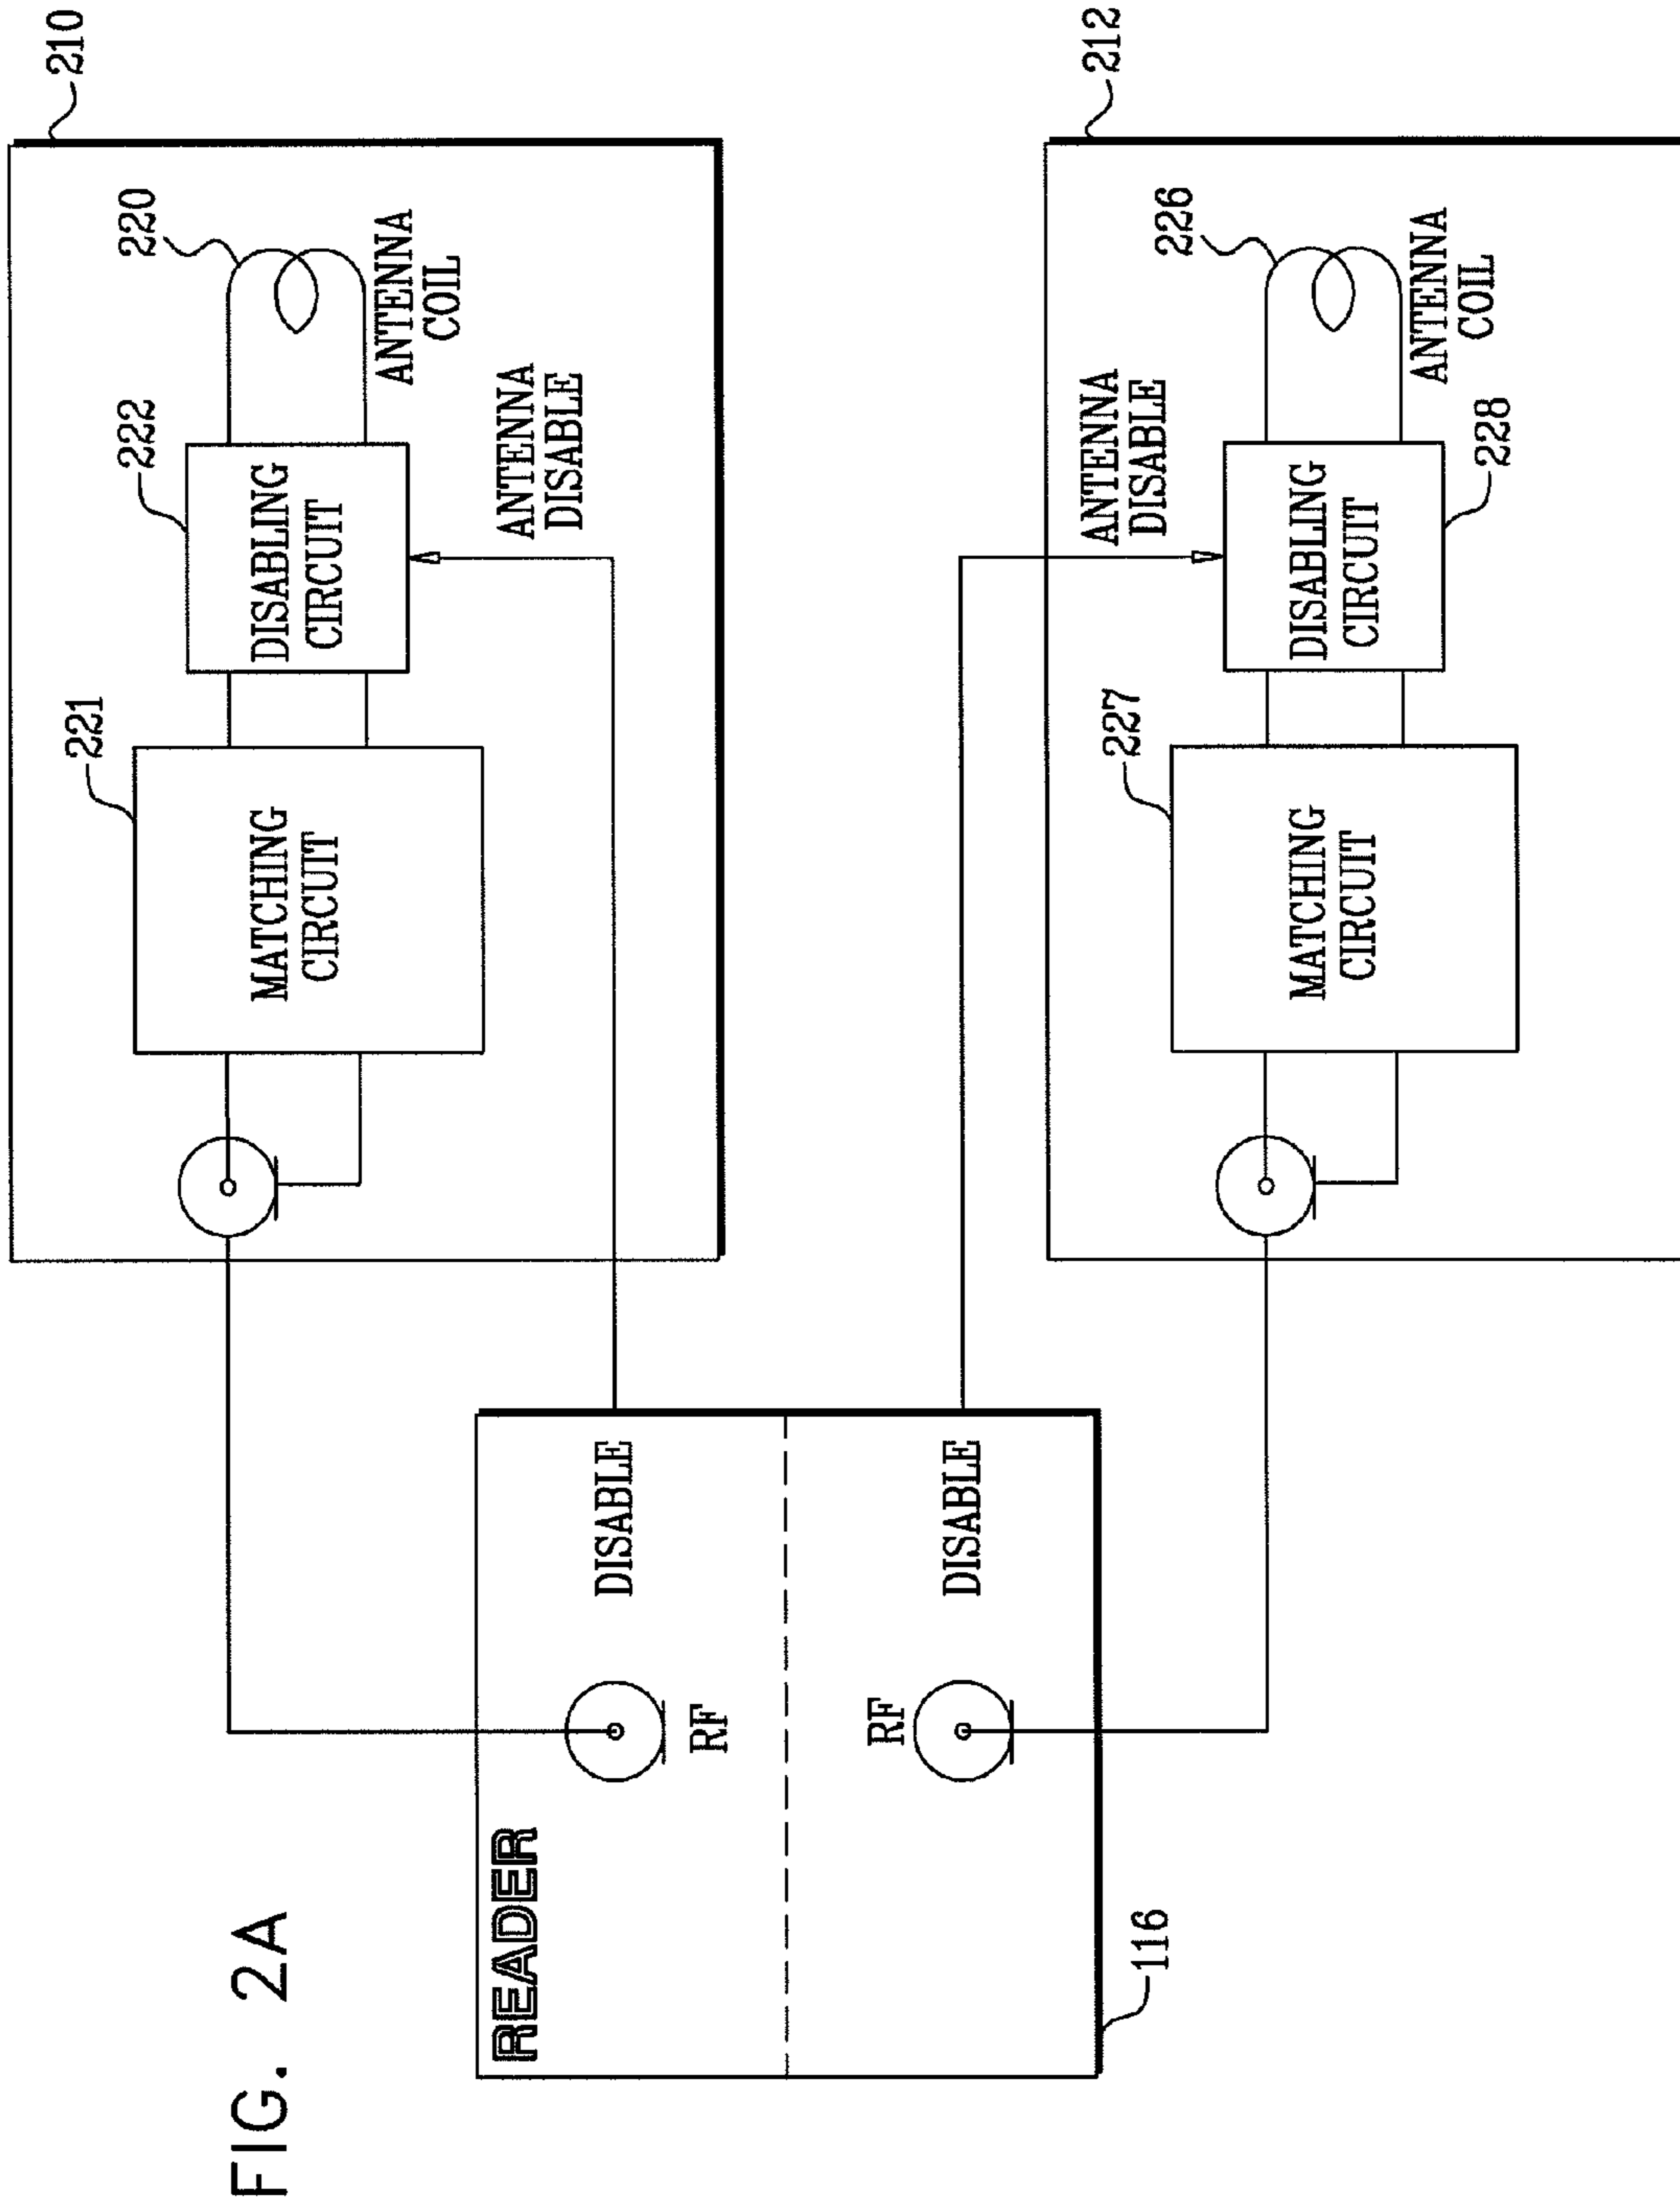 FIG. 2A
READER
RF
DISABLE
RF
DISABLE
116
210
221
MATCHING
CIRCUIT
222
DISABLING
CIRCUIT
220
ANTENNA
COIL
ANTENNA
DISABLE
212
227
MATCHING
CIRCUIT
ANTENNA
DISABLE
DISABLING
CIRCUIT
228
226
ANTENNA
COIL